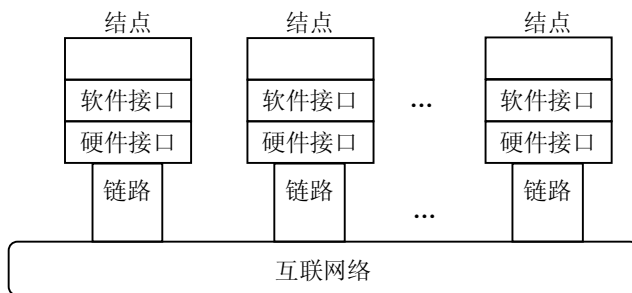 结点 结点 结点
软件接口 软件接口 ... 软件接口
硬件接口 硬件接口 硬件接口
链路 链路 ... 链路
互联网络